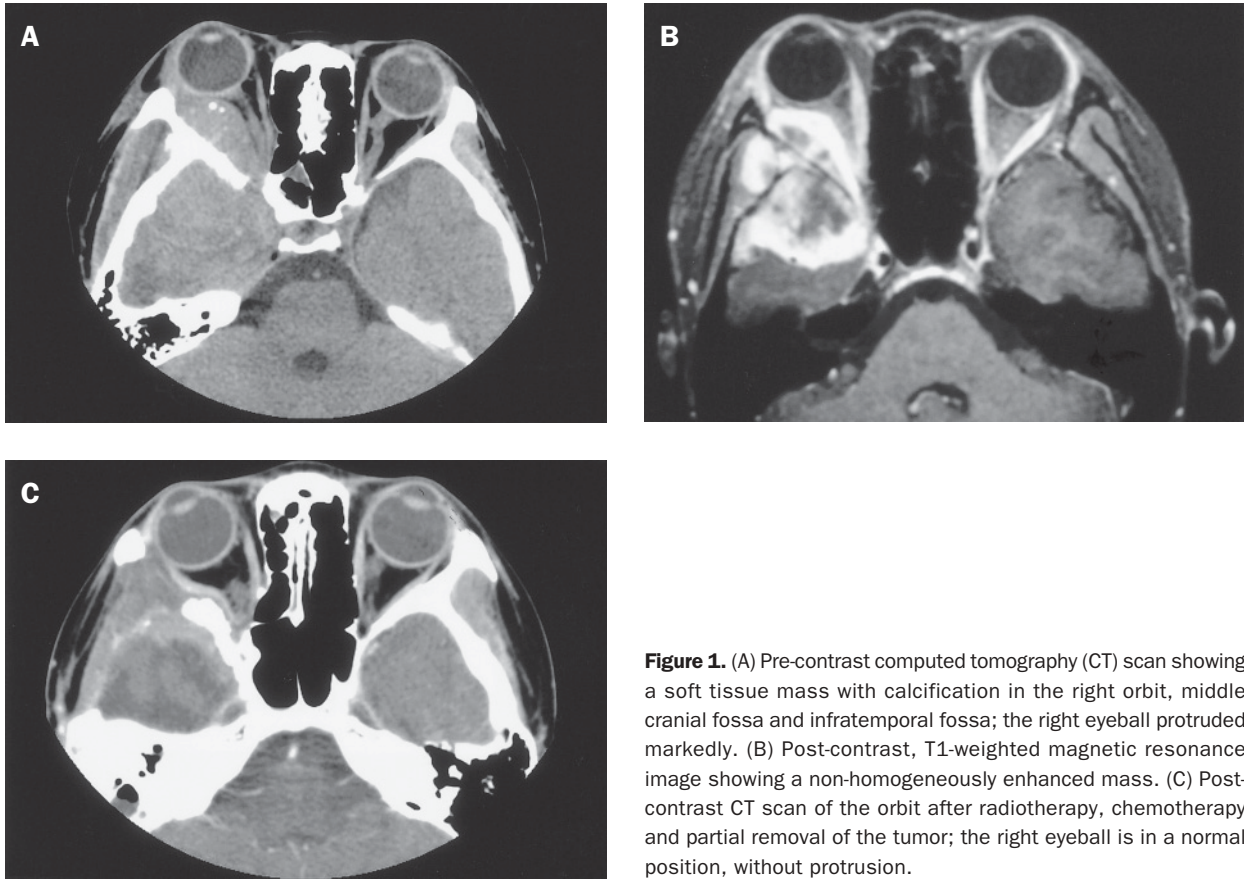 A
B
C
Figure 1. (A) Pre-contrast computed tomography (CT) scan showing
a soft tissue mass with calcification in the right orbit, middle
cranial fossa and infratemporal fossa; the right eyeball protruded
markedly. (B) Post-contrast, T1-weighted magnetic resonance
image showing a non-homogeneously enhanced mass. (C) Post-
contrast CT scan of the orbit after radiotherapy, chemotherapy
and partial removal of the tumor; the right eyeball is in a normal
position, without protrusion.